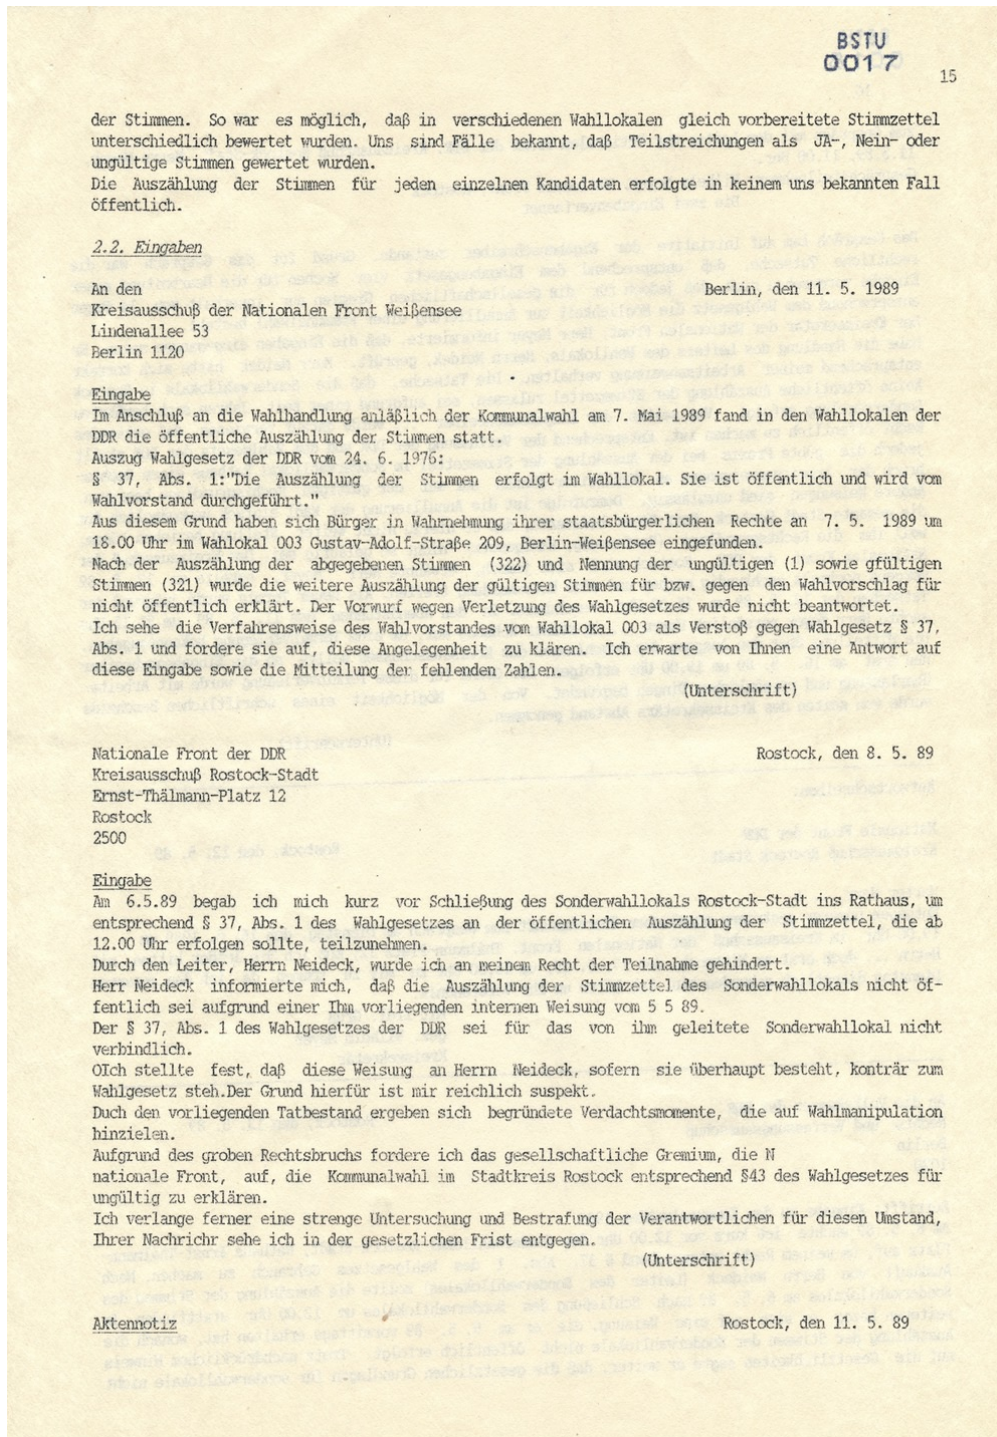 BSTU
0017
15
der Stimmen. So war es möglich, daß in verschiedenen Wahllokalen gleich vorbereitete Stimmzettel
unterschiedlich bewertet wurden. Uns sind Fälle bekannt, daß Teilstreichungen als JA-, Nein- oder
ungültige Stimmen gewertet wurden.
Die Auszählung der Stimmen für jeden einzelnen Kandidaten erfolgte in keinem uns bekannten Fall
öffentlich.
2.2. Eingaben
An den Berlin, den 11. 5. 1989
Kreisausschuß der Nationalen Front Weißensee
Lindenallee 53
Berlin 1120
Eingabe
Im Anschluß an die Wahlhandlung anläßlich der Kommunalwahl am 7. Mai 1989 fand in den Wahllokalen der
DDR die öffentliche Auszählung der Stimmen statt.
Auszug Wahlgesetz der DDR vom 24. 6. 1976:
§ 37, Abs. 1:"Die Auszählung der Stimmen erfolgt im Wahllokal. Sie ist öffentlich und wird vom
Wahlvorstand durchgeführt."
Aus diesem Grund haben sich Bürger in Wahrnehmung ihrer staatsbürgerlichen Rechte an 7. 5. 1989 um
18.00 Uhr im Wahlokal 003 Gustav-Adolf-Straße 209, Berlin-Weißensee eingefunden.
Nach der Auszählung der abgegebenen Stimmen (322) und Nennung der ungültigen (1) sowie gfültigen
Stimmen (321) wurde die weitere Auszählung der gültigen Stimmen für bzw. gegen den Wahlvorschlag für
nicht öffentlich erklärt. Der Vorwurf wegen Verletzung des Wahlgesetzes wurde nicht beantwortet.
Ich sehe die Verfahrensweise des Wahlvorstandes vom Wahllokal 003 als Verstoß gegen Wahlgesetz § 37,
Abs. 1 und fordere sie auf, diese Angelegenheit zu klären. Ich erwarte von Ihnen eine Antwort auf
diese Eingabe sowie die Mitteilung der fehlenden Zahlen.
(Unterschrift)
Nationale Front der DDR Rostock, den 8. 5. 89
Kreisausschuß Rostock-Stadt
Ernst-Thälmann-Platz 12
Rostock
2500
Eingabe
Am 6.5.89 begab ich mich kurz vor Schließung des Sonderwahllokals Rostock-Stadt ins Rathaus, um
entsprechend § 37, Abs. 1 des Wahlgesetzas an der öffentlichen Auszählung der Stimmzettel, die ab
12.00 Uhr erfolgen sollte, teilzunehmen.
Durch den Leiter, Herrn Neideck, wurde ich an meinem Recht der Teilnahme gehindert.
Herr Neideck informierte mich, daß die Auszählung der Stimmzettel des Sonderwahllokals nicht öf-
fentlich sei aufgrund einer Ihm vorliegenden internen Weisung vom 5 5 89.
Der § 37, Abs. 1 des Wahlgesetzes der DDR sei für das von ihm geleitete Sonderwahllokal nicht
verbindlich.
OIch stellte fest, daß diese Weisung an Herrn Neideck, sofern sie überhaupt besteht, konträr zum
Wahlgesetz steh.Der Grund hierfür ist mir reichlich suspekt.
Duch den vorliegenden Tatbestand ergeben sich begründete Verdachtsmomente, die auf Wahlmanipulation
hinzielen.
Aufgrund des groben Rechtsbruchs fordere ich das gesellschaftliche Gremium, die N
nationale Front, auf, die Kommunalwahl im Stadtkreis Rostock entsprechend §43 des Wahlgesetzes für
ungültig zu erklären.
Ich verlange ferner eine strenge Untersuchung und Bestrafung der Verantwortlichen für diesen Umstand,
Ihrer Nachrichr sehe ich in der gesetzlichen Frist entgegen.
(Unterschrift)
Aktennotiz Rostock, den 11. 5. 89